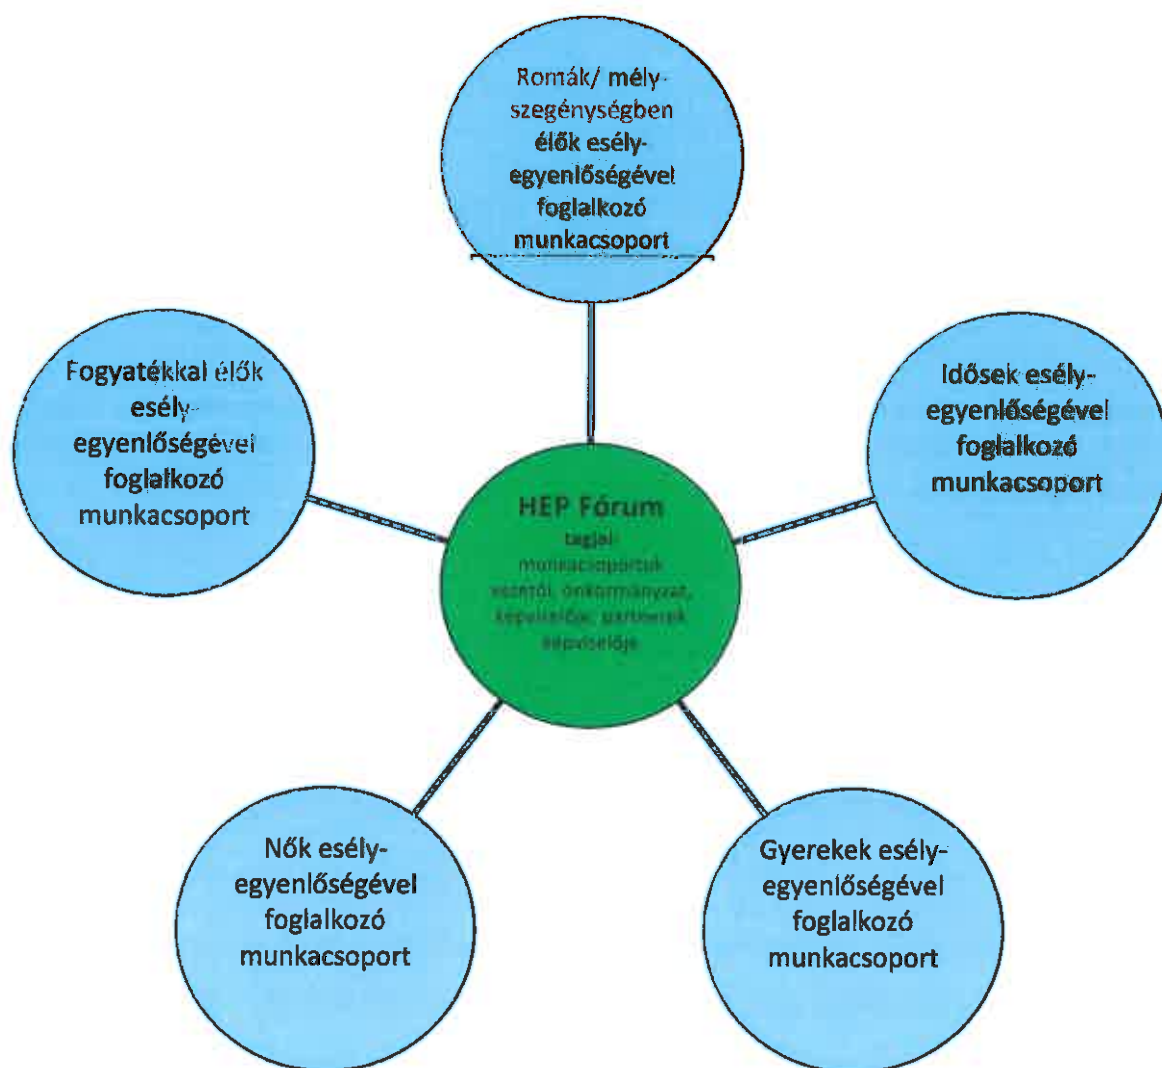 Romák/ mély-
szegénységben
élők esély-
egyenlőségével
foglalkozó
munkacsoport
Fogyatékkal élők
esély-
egyenlőségével
foglalkozó
munkacsoport
Idősek esély-
egyenlőségével
foglalkozó
munkacsoport
HEP Fórum
tagjai
munkacsoportok
vezetői, önkormányzat,
képviselője, partnerek
képviselője
Nők esély-
egyenlőségével
foglalkozó
munkacsoport
Gyerekek esély-
egyenlőségével
foglalkozó
munkacsoport